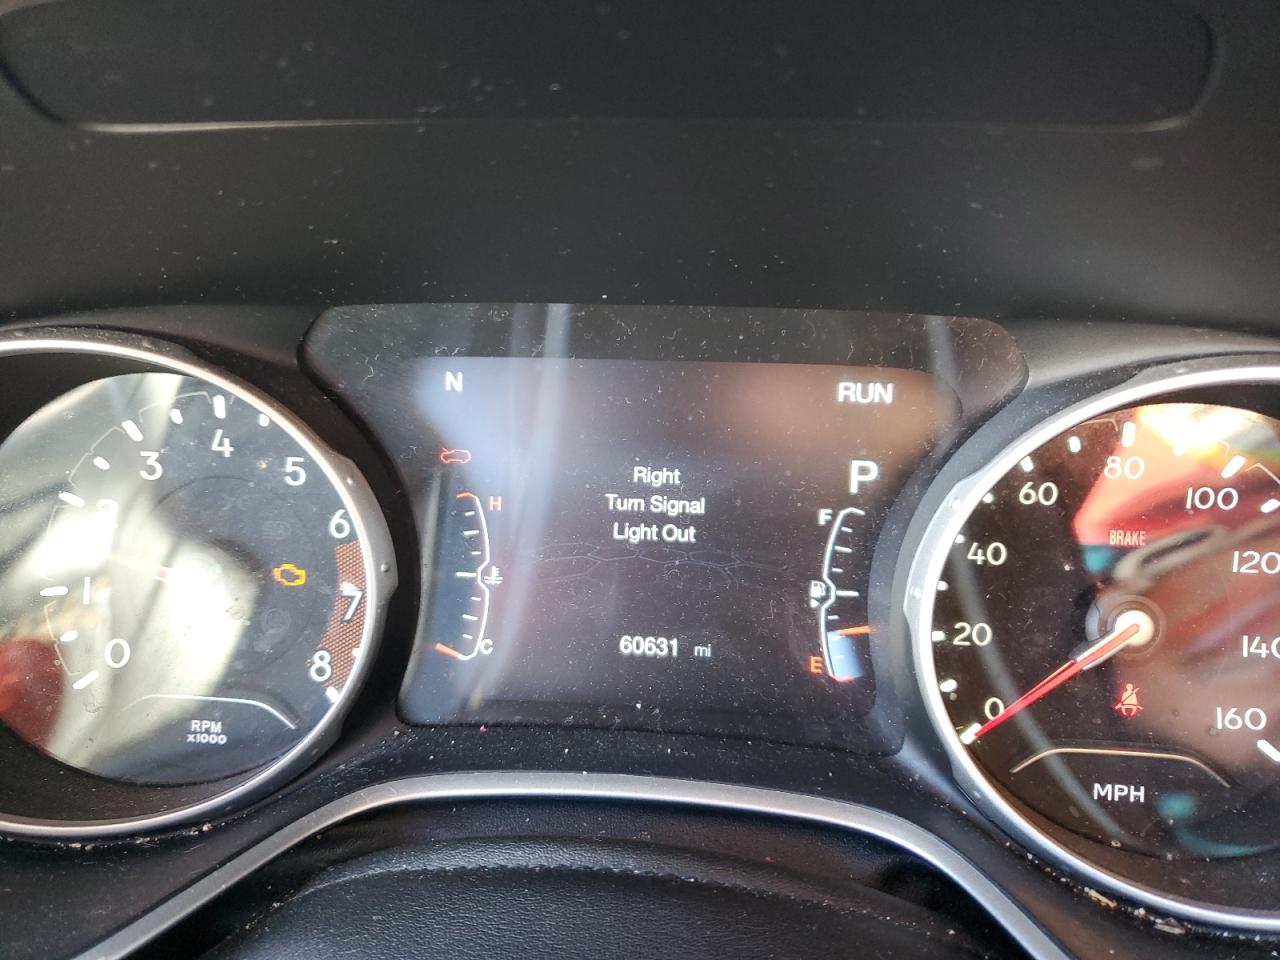 N
RUN
P
Right
Turn Signal
Light Out
60631 mi
H
C
F
E
0
1
2
3
4
5
6
7
8
RPM
x1000
BRAKE
0
20
40
60
80
100
120
140
160
MPH